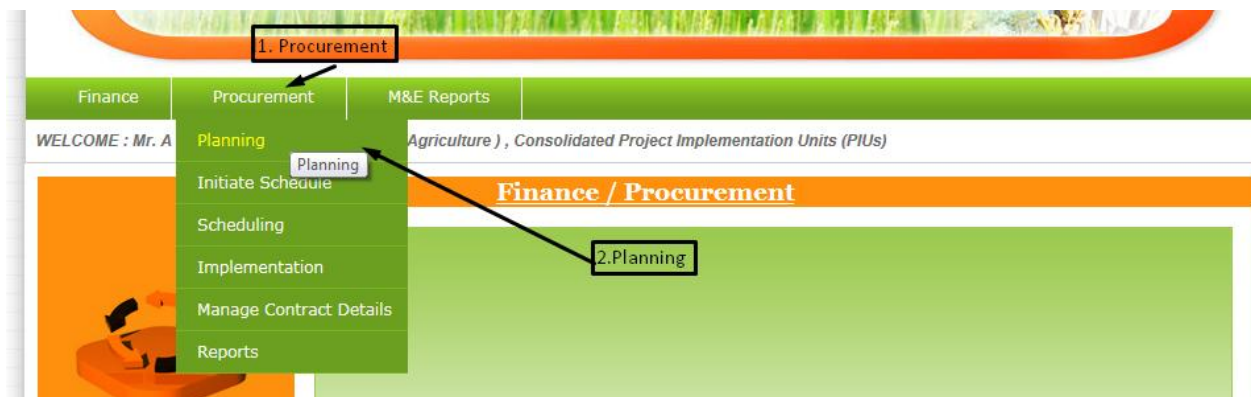 1. Procurement
Finance Procurement M&E Reports
WELCOME : Mr. A Agriculture ) , Consolidated Project Implementation Units (PIUs)
Planning
Planning
Initiate Schedule
Finance / Procurement
Scheduling
2.Planning
Implementation
Manage Contract Details
Reports